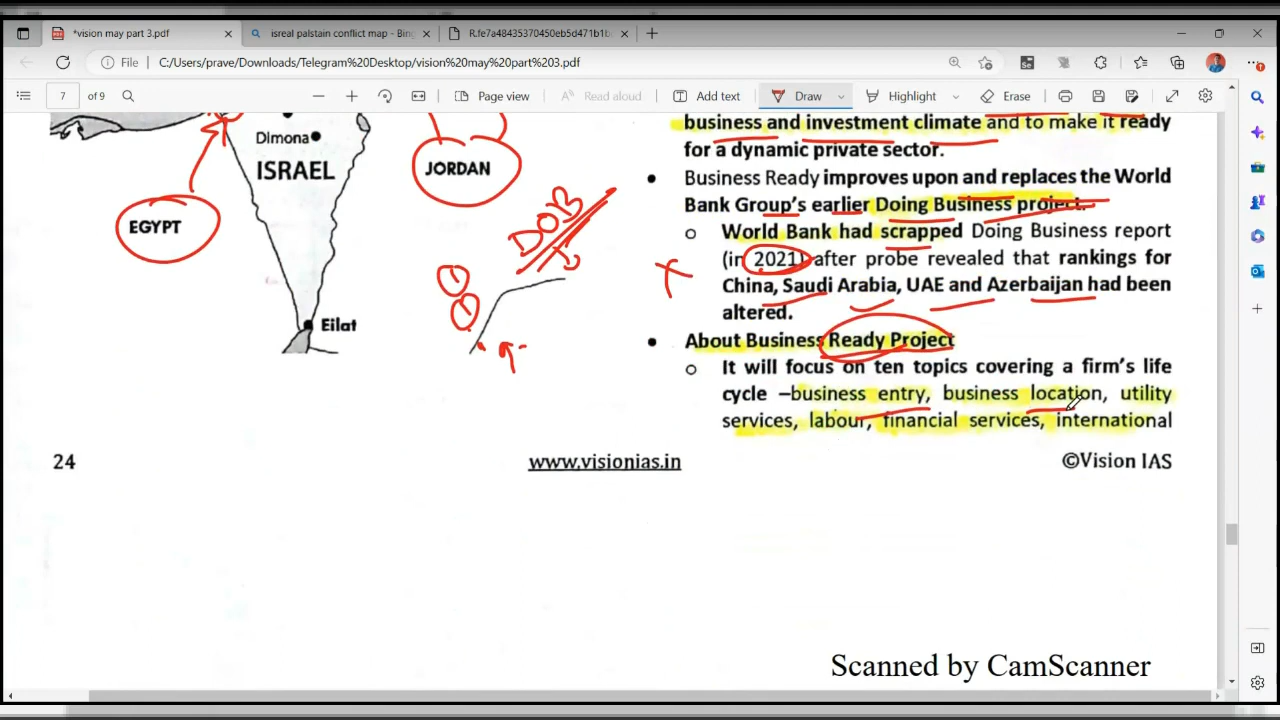 *vision may part 3.pdf
isreal palstain conflict map - Bing
R.fe7a48435370450eb5d471b1b
File
C:/Users/prave/Downloads/Telegram%20Desktop/vision%20may%20part%203.pdf
7 of 9
Page view
Read aloud
Add text
Draw
Highlight
Erase
Dimona
ISRAEL
EGYPT
JORDAN
Eilat
DOB
business and investment climate and to make it ready
for a dynamic private sector.
Business Ready improves upon and replaces the World
Bank Group's earlier Doing Business project.
World Bank had scrapped Doing Business report
(in 2021) after probe revealed that rankings for
China, Saudi Arabia, UAE and Azerbaijan had been
altered.
About Business Ready Project
It will focus on ten topics covering a firm's life
cycle –business entry, business location, utility
services, labour, financial services, international
24
www.visionias.in
©Vision IAS
Scanned by CamScanner